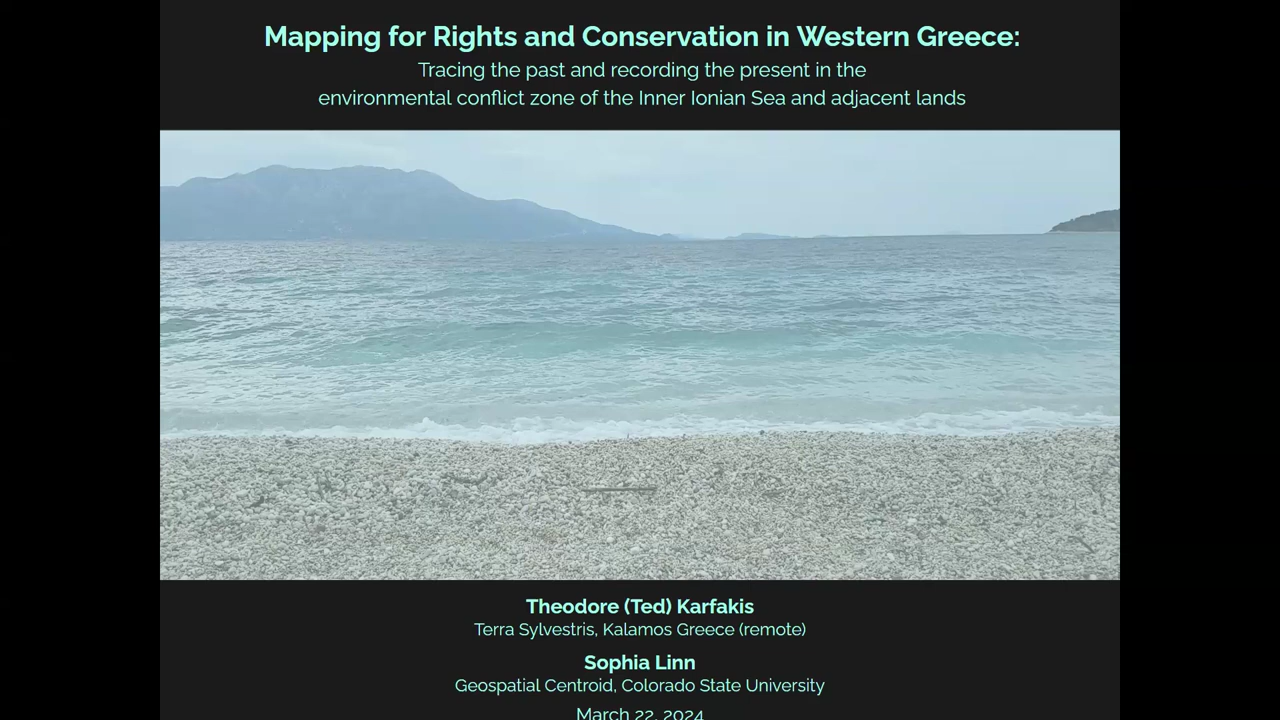 Mapping for Rights and Conservation in Western Greece:
Tracing the past and recording the present in the
environmental conflict zone of the Inner Ionian Sea and adjacent lands
Theodore (Ted) Karfakis
Terra Sylvestris, Kalamos Greece (remote)
Sophia Linn
Geospatial Centroid, Colorado State University
March 22, 2024